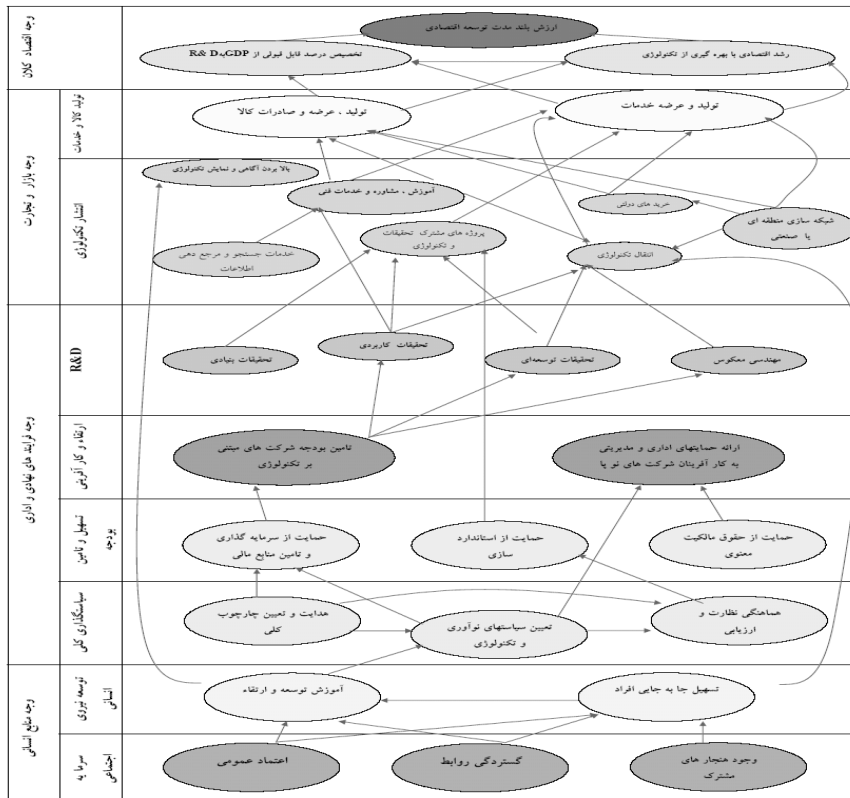 وجه اقتصاد کلان
ارزش بلند مدت توسعه اقتصادی
رشد اقتصادی با بهره گیری از تکنولوژی
تخصیص درصد قابل قبولی از GDPبه R& D
وجه بازار و تجارت
تولید کالا و خدمات
تولید و عرضه خدمات
تولید ، عرضه و صادرات کالا
انتشار تکنولوژی
بالا بردن آگاهی و نمایش تکنولوژی
آموزش ، مشاوره و خدمات فنی
خرید های دولتی
شبکه سازی منطقه ای
یا صنعتی
پروژه های مشترک تحقیقات
و تکنولوژی
خدمات جستجو و مرجع دهی
اطلاعات
انتقال تکنولوژی
وجه فرایند های نهادی و اداری
R&D
مهندسی معکوس
تحقیقات توسعه‌ای
تحقیقات کاربردی
تحقیقات بنیادی
ارتقاء و کار آفرینی
ارائه حمایتهای اداری و مدیریتی
به کار آفرینان شرکت های نو پا
تامین بودجه شرکت های مبتنی
بر تکنولوژی
تسهیل و تامین
بودجه
حمایت از حقوق مالکیت
معنوی
حمایت از استاندارد
سازی
حمایت از سرمایه گذاری
و تامین منابع مالی
سیاستگذاری کلی
هماهنگی نظارت و
ارزیابی
تعیین سیاستهای نوآوری
و تکنولوژی
هدایت و تعیین چارچوب
کلی
وجه منابع انسانی
توسعه نیروی
انسانی
تسهیل جا به جایی افراد
آموزش توسعه و ارتقاء
سرما یه
اجتماعی
وجود هنجار های
مشترک
گستردگی روابط
اعتماد عمومی